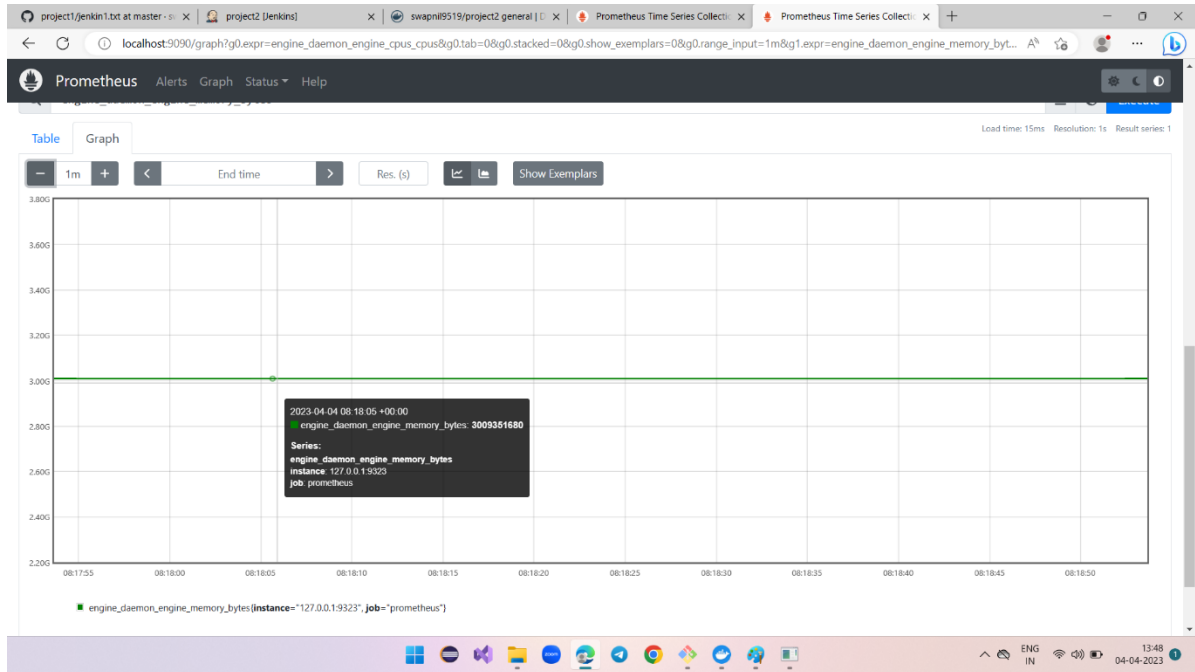 project1/jenkin1.txt at master · s
project2 [Jenkins]
swapnil9519/project2 general | D
Prometheus Time Series Collectic
Prometheus Time Series Collectic
localhost:9090/graph?g0.expr=engine_daemon_engine_cpus_cpus&g0.tab=0&g0.stacked=0&g0.show_exemplars=0&g0.range_input=1m&g1.expr=engine_daemon_engine_memory_byt...
Prometheus Alerts Graph Status Help
Table Graph
Load time: 15ms Resolution: 1s Result series: 1
1m End time Res. (s) Show Exemplars
3.80G
3.60G
3.40G
3.20G
3.00G
2.80G
2.60G
2.40G
2.20G
2023-04-04 08:18:05 +00:00
engine_daemon_engine_memory_bytes: 3009351680
Series:
engine_daemon_engine_memory_bytes
instance: 127.0.0.1:9323
job: prometheus
08:17:55 08:18:00 08:18:05 08:18:10 08:18:15 08:18:20 08:18:25 08:18:30 08:18:35 08:18:40 08:18:45 08:18:50
engine_daemon_engine_memory_bytes{instance="127.0.0.1:9323", job="prometheus"}
ENG
IN
13:48
04-04-2023
1